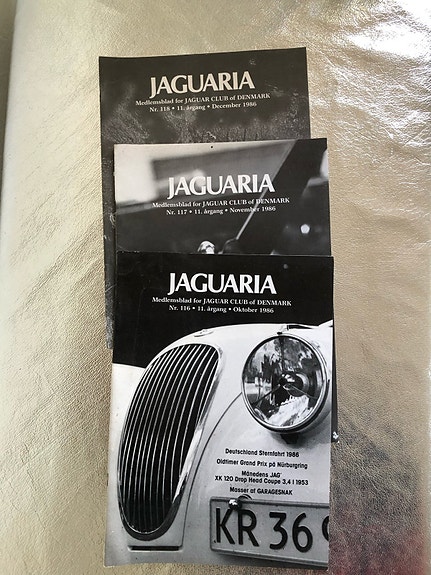 JAGUARIA
Medlemsblad for JAGUAR CLUB of DENMARK
Nr. 118 • 11. årgang • December 1986
JAGUARIA
Medlemsblad for JAGUAR CLUB of DENMARK
Nr. 117 • 11. årgang • November 1986
JAGUARIA
Medlemsblad for JAGUAR CLUB of DENMARK
Nr. 116 • 11. årgang • Oktober 1986
Deutschland Sternfahrt 1986
Oldtimer Grand Prix på Nürburgring
Månedens JAG'
XK 120 Drop Head Coupe 3,4 l 1953
Masser af GARAGESNAK
KR 36